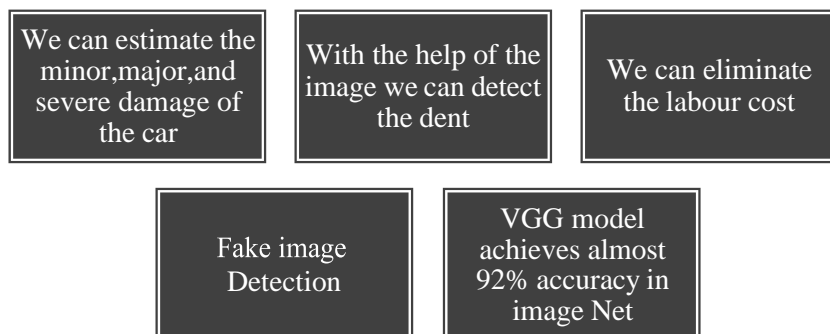 We can estimate the
minor,major,and
severe damage of
the car
With the help of the
image we can detect
the dent
We can eliminate
the labour cost
Fake image
Detection
VGG model
achieves almost
92% accuracy in
image Net